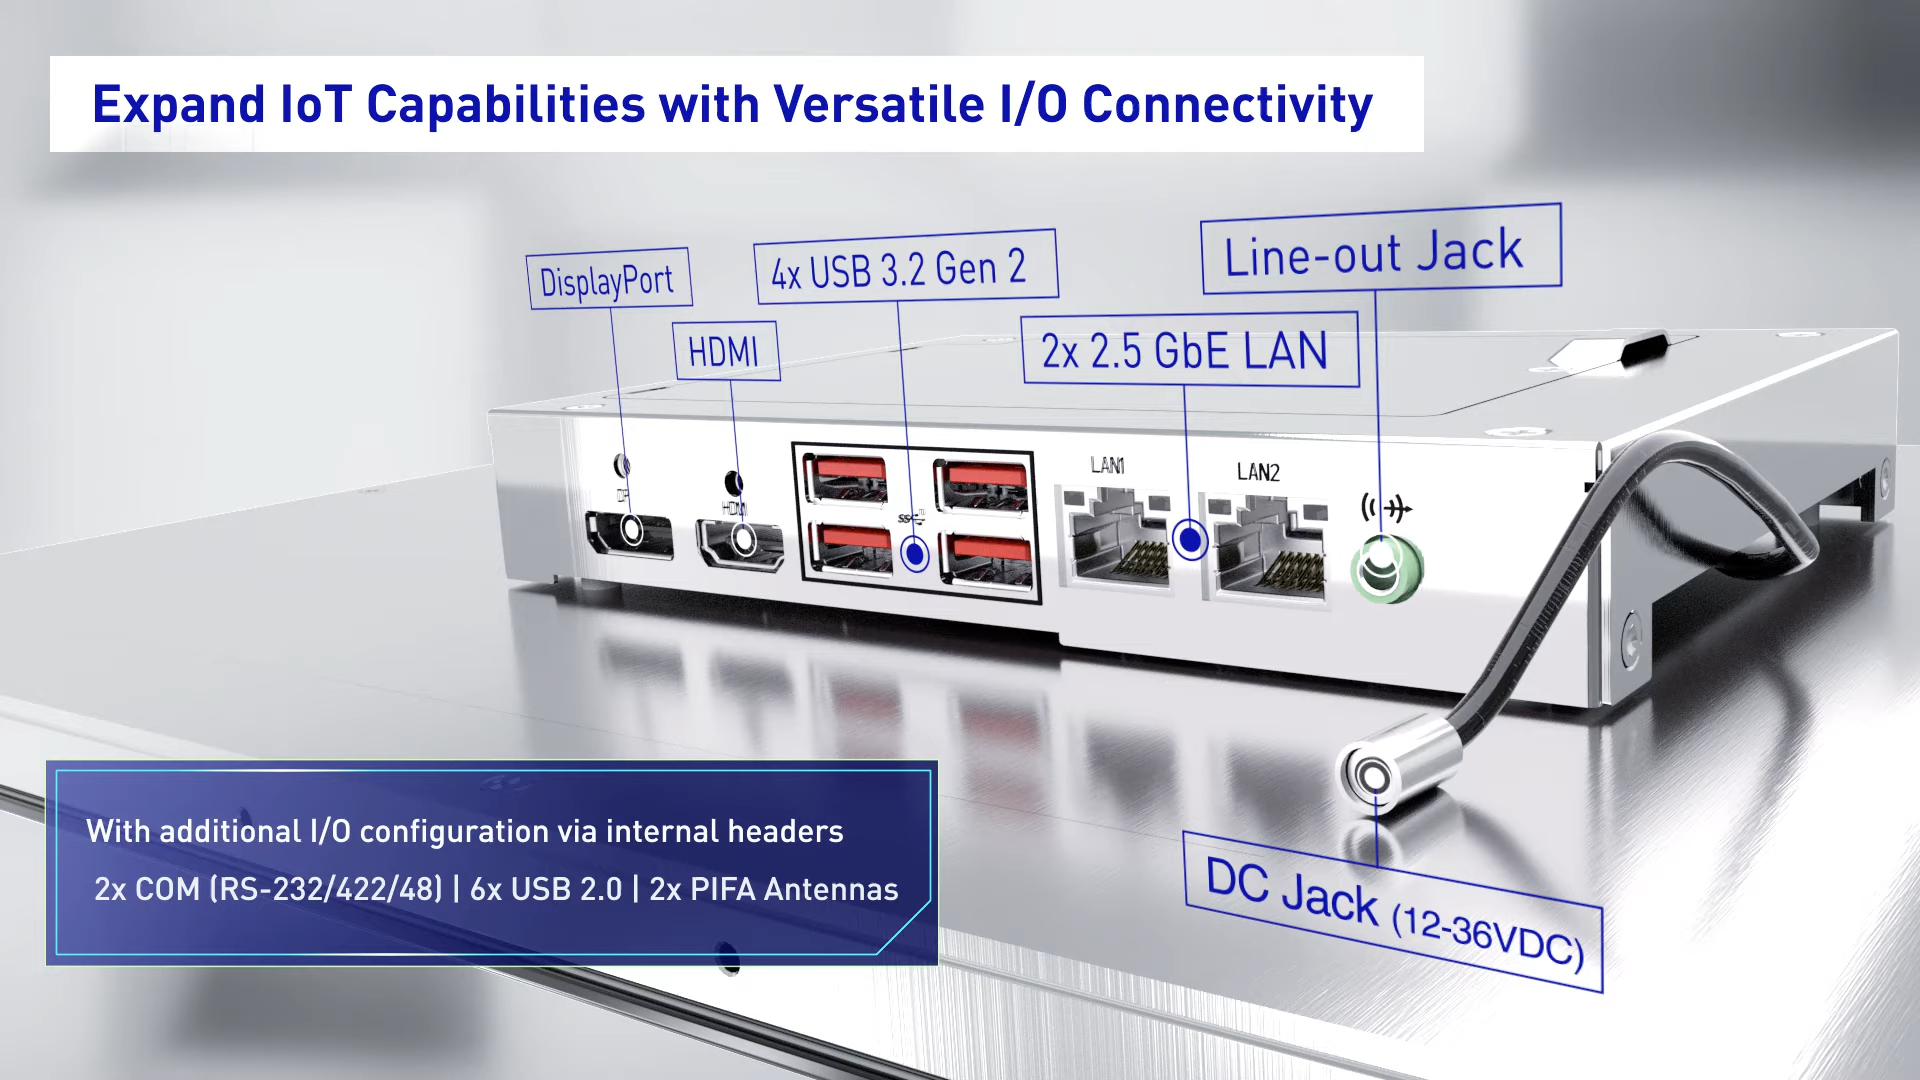 Expand IoT Capabilities with Versatile I/O Connectivity
DisplayPort
4x USB 3.2 Gen 2
Line-out Jack
HDMI
2x 2.5 GbE LAN
LAN1
LAN2
DP
HDMI
With additional I/O configuration via internal headers
2x COM (RS-232/422/48) | 6x USB 2.0 | 2x PIFA Antennas
DC Jack (12-36VDC)